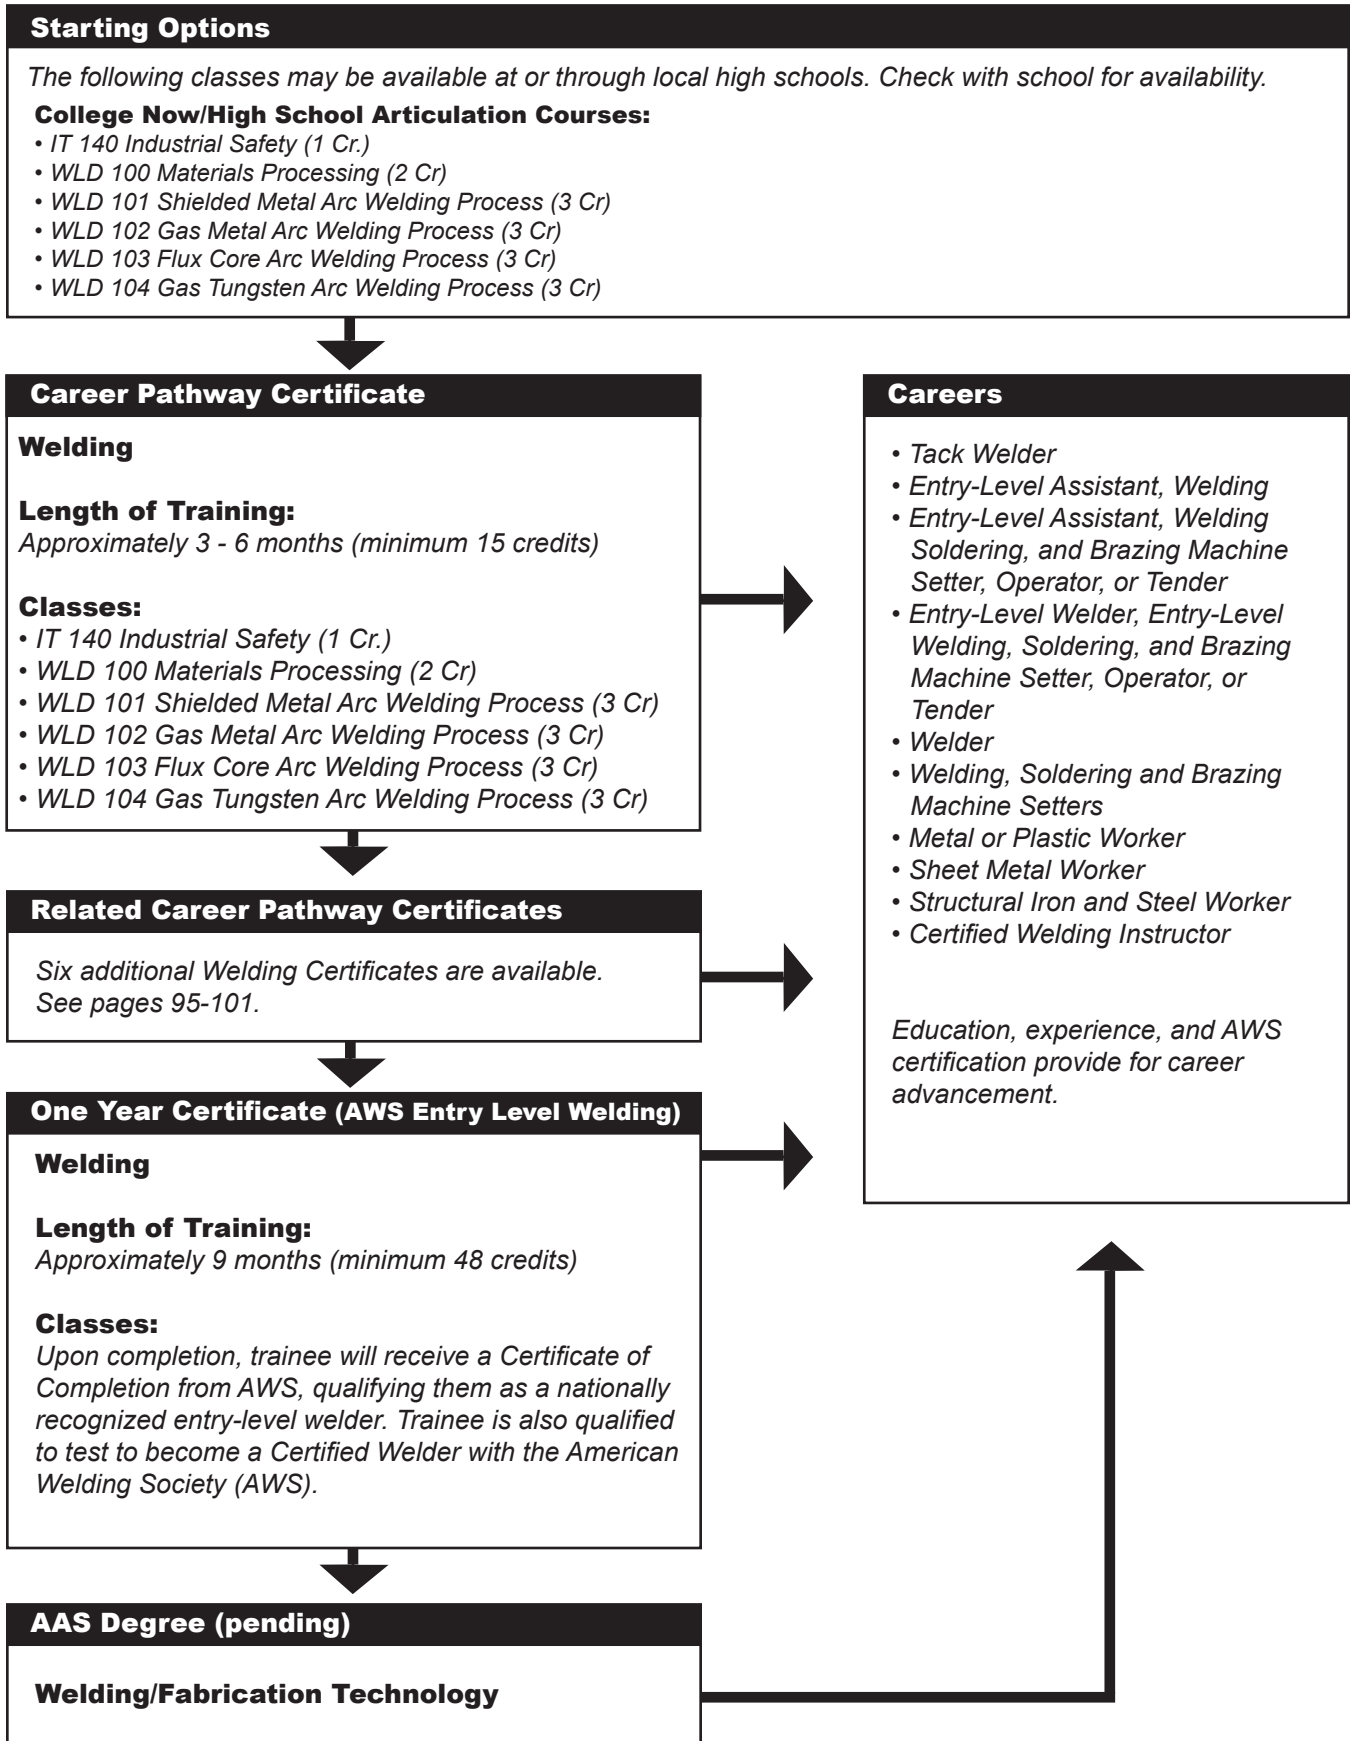 Starting Options
The following classes may be available at or through local high schools. Check with school for availability.
College Now/High School Articulation Courses:
• IT 140 Industrial Safety (1 Cr.)
• WLD 100 Materials Processing (2 Cr)
• WLD 101 Shielded Metal Arc Welding Process (3 Cr)
• WLD 102 Gas Metal Arc Welding Process (3 Cr)
• WLD 103 Flux Core Arc Welding Process (3 Cr)
• WLD 104 Gas Tungsten Arc Welding Process (3 Cr)
Career Pathway Certificate
Welding
Length of Training:
Approximately 3 - 6 months (minimum 15 credits)
Classes:
• IT 140 Industrial Safety (1 Cr.)
• WLD 100 Materials Processing (2 Cr)
• WLD 101 Shielded Metal Arc Welding Process (3 Cr)
• WLD 102 Gas Metal Arc Welding Process (3 Cr)
• WLD 103 Flux Core Arc Welding Process (3 Cr)
• WLD 104 Gas Tungsten Arc Welding Process (3 Cr)
Related Career Pathway Certificates
Six additional Welding Certificates are available.
See pages 95-101.
One Year Certificate (AWS Entry Level Welding)
Welding
Length of Training:
Approximately 9 months (minimum 48 credits)
Classes:
Upon completion, trainee will receive a Certificate of
Completion from AWS, qualifying them as a nationally
recognized entry-level welder. Trainee is also qualified
to test to become a Certified Welder with the American
Welding Society (AWS).
AAS Degree (pending)
Welding/Fabrication Technology
Careers
• Tack Welder
• Entry-Level Assistant, Welding
• Entry-Level Assistant, Welding
Soldering, and Brazing Machine
Setter, Operator, or Tender
• Entry-Level Welder, Entry-Level
Welding, Soldering, and Brazing
Machine Setter, Operator, or
Tender
• Welder
• Welding, Soldering and Brazing
Machine Setters
• Metal or Plastic Worker
• Sheet Metal Worker
• Structural Iron and Steel Worker
• Certified Welding Instructor
Education, experience, and AWS
certification provide for career
advancement.